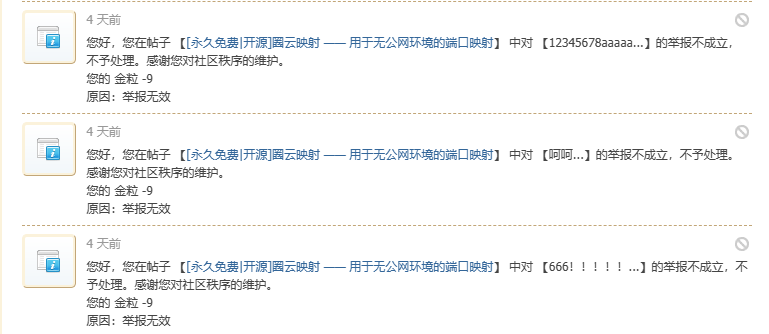 4 天前
您好，您在帖子 【[永久免费|开源]圆云映射 —— 用于无公网环境的端口映射】 中对 【12345678aaaaa...】的举报不成立，
不予处理。感谢您对社区秩序的维护。
您的 金粒 -9
原因：举报无效
4 天前
您好，您在帖子 【[永久免费|开源]圆云映射 —— 用于无公网环境的端口映射】 中对 【呵呵...】的举报不成立，不予处理。
感谢您对社区秩序的维护。
您的 金粒 -9
原因：举报无效
4 天前
您好，您在帖子 【[永久免费|开源]圆云映射 —— 用于无公网环境的端口映射】 中对 【666！！！！！...】的举报不成立，不
予处理。感谢您对社区秩序的维护。
您的 金粒 -9
原因：举报无效